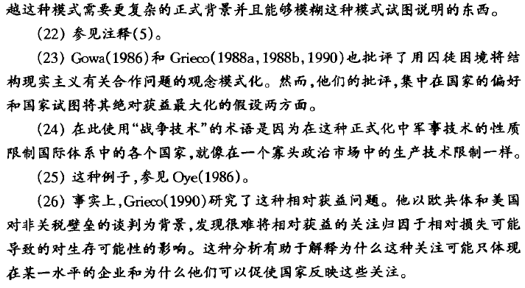 越这种模式需要更复杂的正式背景并且能够模糊这种模式试图说明的东西。
(22) 参见注释(5)。
(23) Gowa(1986)和 Grieco(1988a,1988b,1990)也批评了用囚徒困境将结
构现实主义有关合作问题的观念模式化。然而,他们的批评,集中在国家的偏好
和国家试图将其绝对获益最大化的假设两方面。
(24) 在此使用“战争技术”的术语是因为在这种正式化中军事技术的性质
限制国际体系中的各个国家,就像在一个寡头政治市场中的生产技术限制一样。
(25) 这种例子,参见 Oye(1986)。
(26) 事实上,Grieco(1990)研究了这种相对获益问题。他以欧共体和美国
对非关税壁垒的谈判为背景,发现很难将相对获益的关注归因于相对损失可能
导致的对生存可能性的影响。这种分析有助于解释为什么这种关注可能只体现
在某一水平的企业和为什么他们可以促使国家反映这些关注。